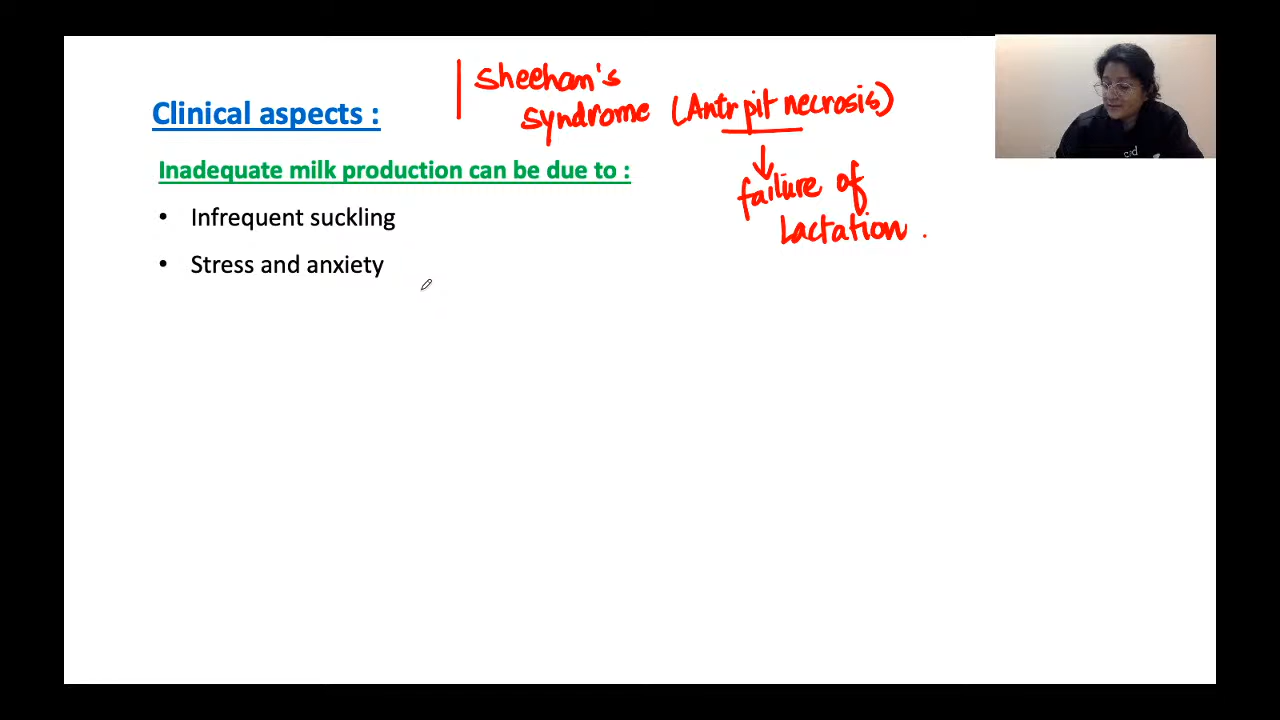 Sheehan's
syndrome (Antr pit necrosis)
Clinical aspects :
failure of
Lactation .
Inadequate milk production can be due to :
• Infrequent suckling
• Stress and anxiety